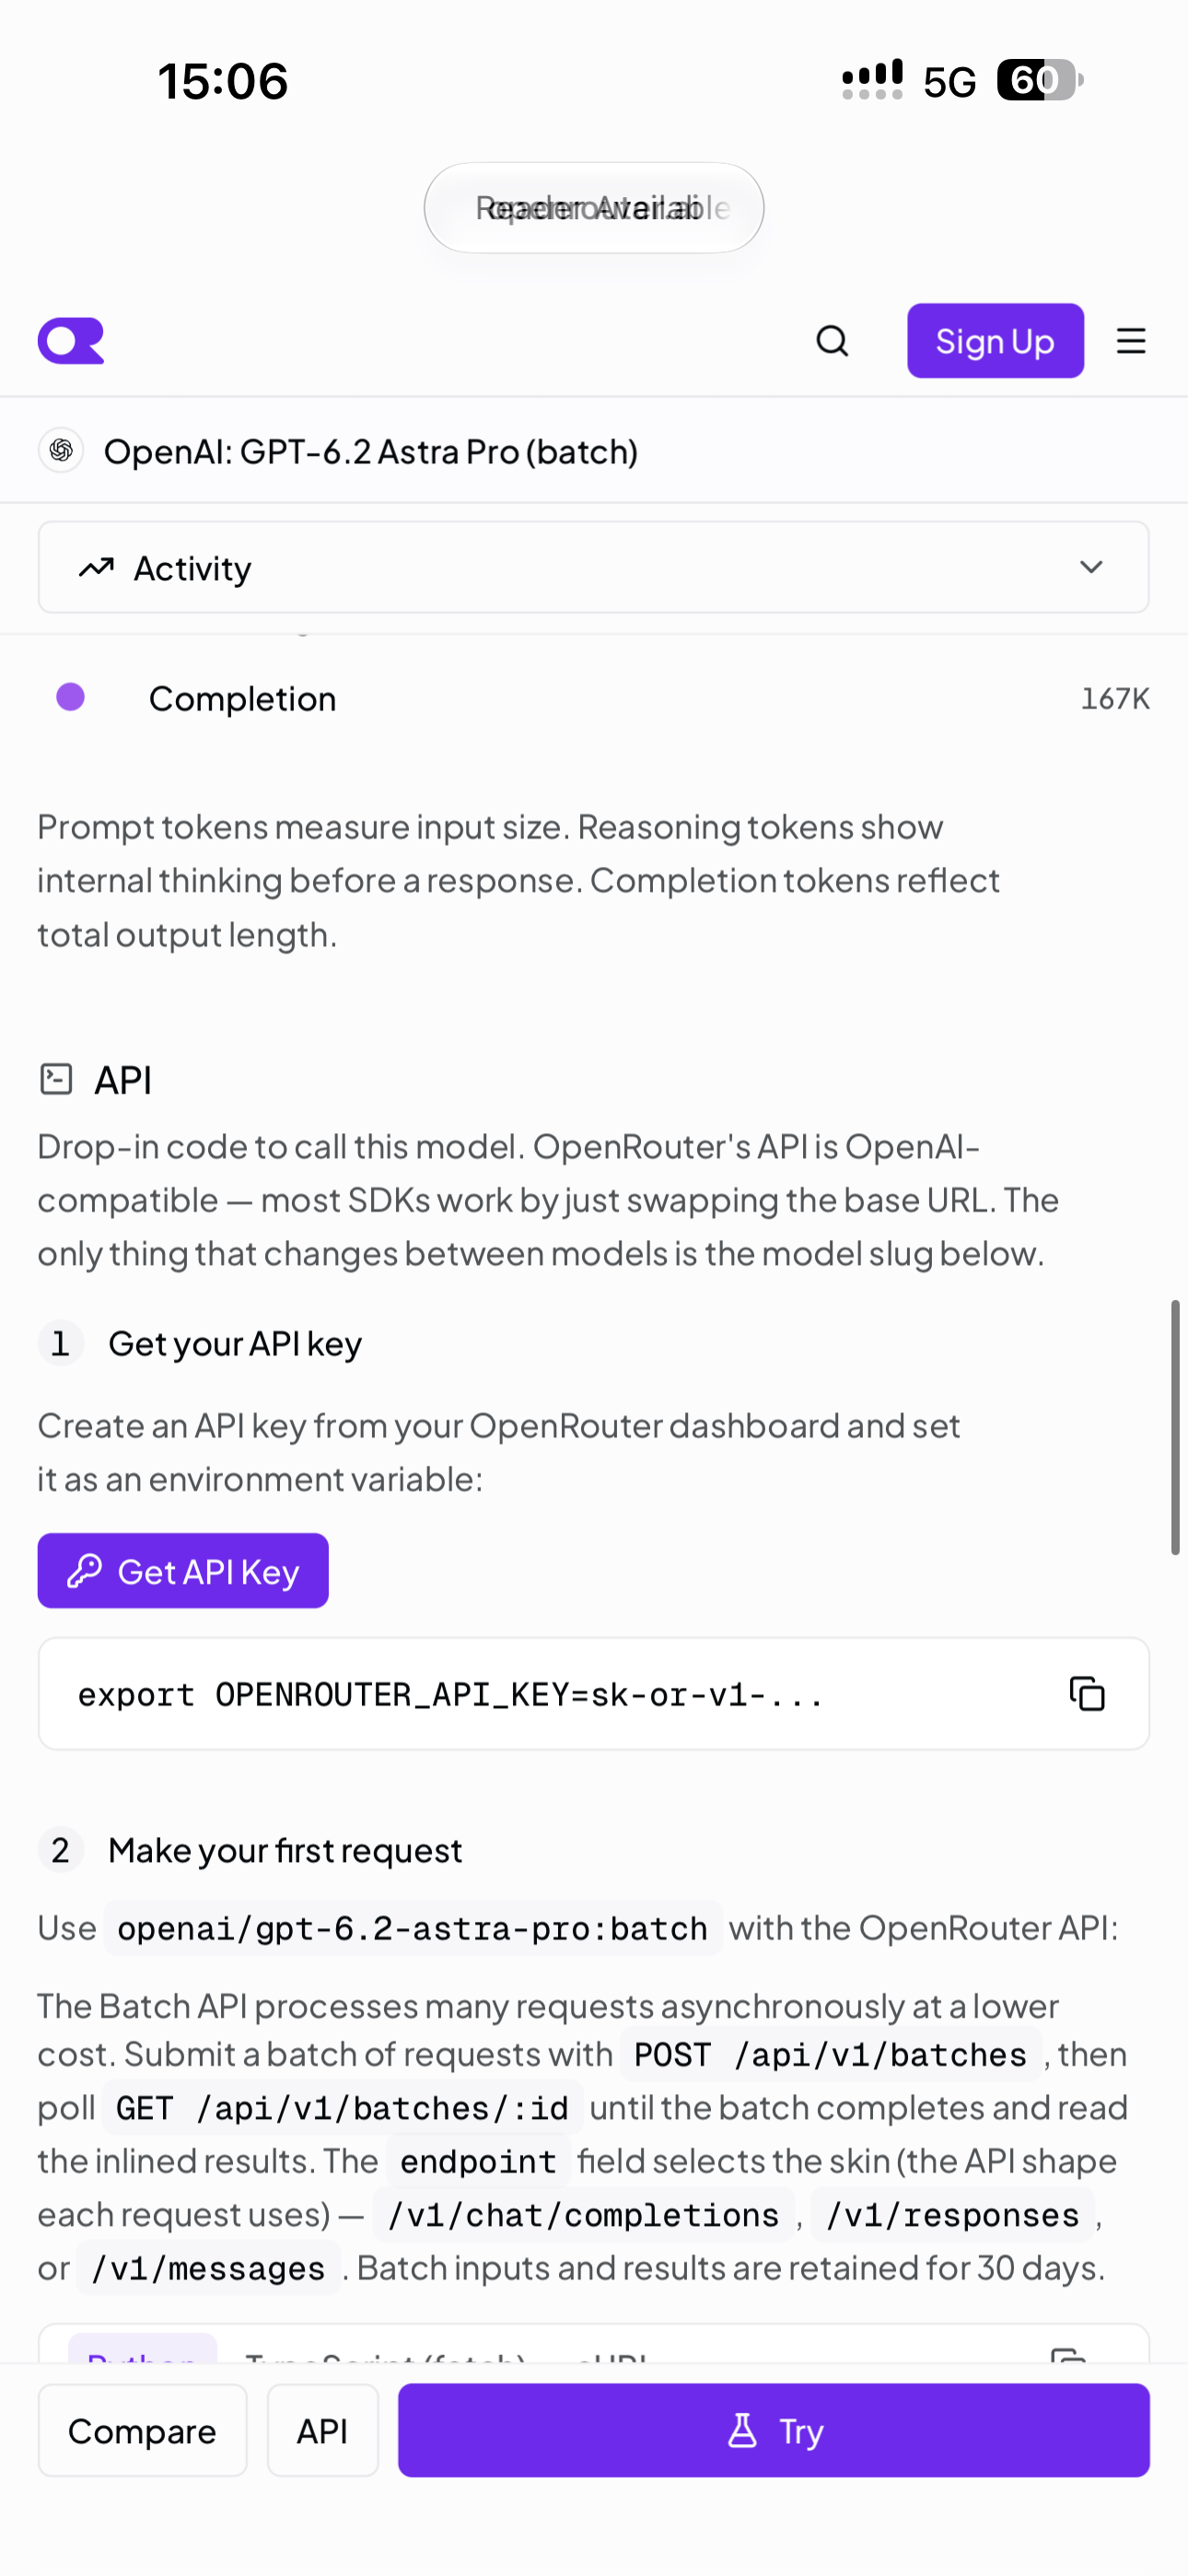 15:06
5G
60
Sign Up
OpenAI: GPT-6.2 Astra Pro (batch)
Activity
Completion
167K
Prompt tokens measure input size. Reasoning tokens show
internal thinking before a response. Completion tokens reflect
total output length.
API
Drop-in code to call this model. OpenRouter's API is OpenAI-
compatible — most SDKs work by just swapping the base URL. The
only thing that changes between models is the model slug below.
1 Get your API key
Create an API key from your OpenRouter dashboard and set
it as an environment variable:
Get API Key
export OPENROUTER_API_KEY=sk-or-v1-...
2 Make your first request
Use openai/gpt-6.2-astra-pro:batch with the OpenRouter API:
The Batch API processes many requests asynchronously at a lower
cost. Submit a batch of requests with POST /api/v1/batches , then
poll GET /api/v1/batches/:id until the batch completes and read
the inlined results. The endpoint field selects the skin (the API shape
each request uses) — /v1/chat/completions , /v1/responses ,
or /v1/messages . Batch inputs and results are retained for 30 days.
Python TypeScript (fetch) cURL
Compare
API
Try